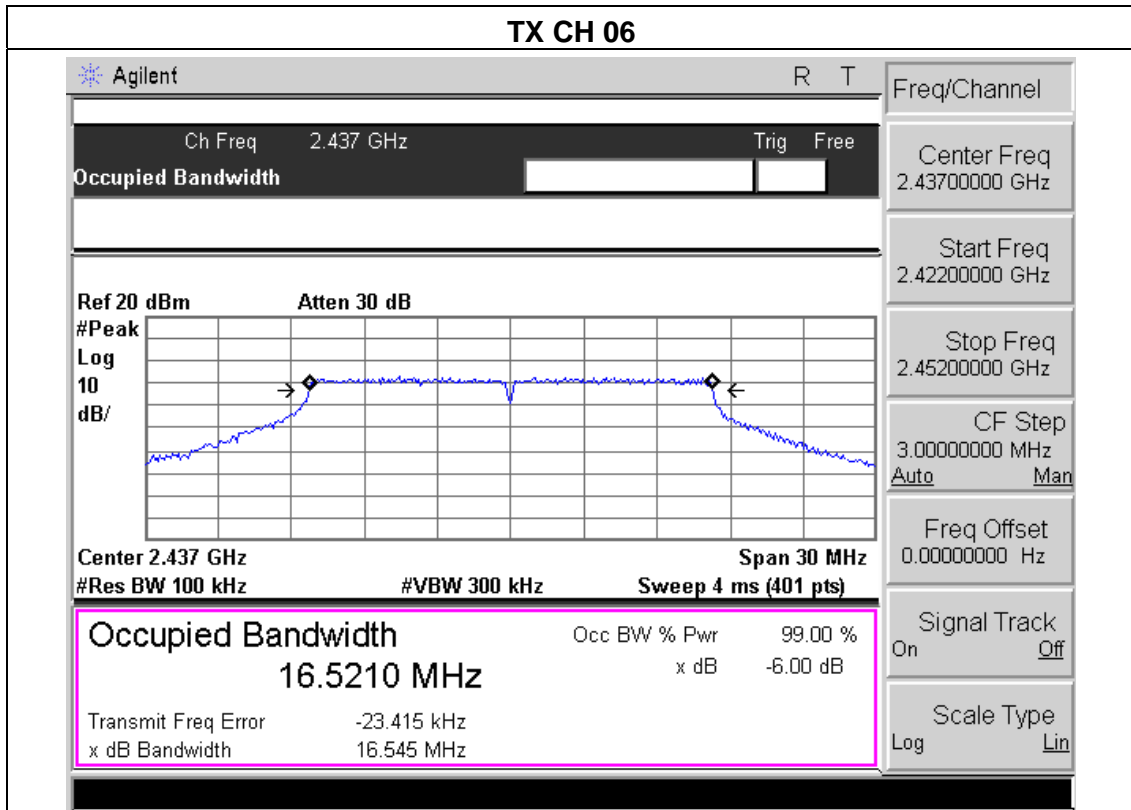 TX CH 06
Agilent R T
Freq/Channel
Ch Freq 2.437 GHz Trig Free
Occupied Bandwidth
Center Freq
2.43700000 GHz
Start Freq
2.42200000 GHz
Stop Freq
2.45200000 GHz
CF Step
3.00000000 MHz
Auto Man
Freq Offset
0.00000000 Hz
Signal Track
On Off
Scale Type
Log Lin
Ref 20 dBm Atten 30 dB
#Peak
Log
10
dB/
Center 2.437 GHz Span 30 MHz
#Res BW 100 kHz #VBW 300 kHz Sweep 4 ms (401 pts)
Occupied Bandwidth Occ BW % Pwr 99.00 %
16.5210 MHz x dB -6.00 dB
Transmit Freq Error -23.415 kHz
x dB Bandwidth 16.545 MHz